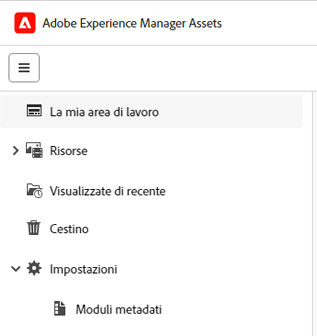 Adobe Experience Manager Assets
La mia area di lavoro
Risorse
Visualizzate di recente
Cestino
Impostazioni
Moduli metadati